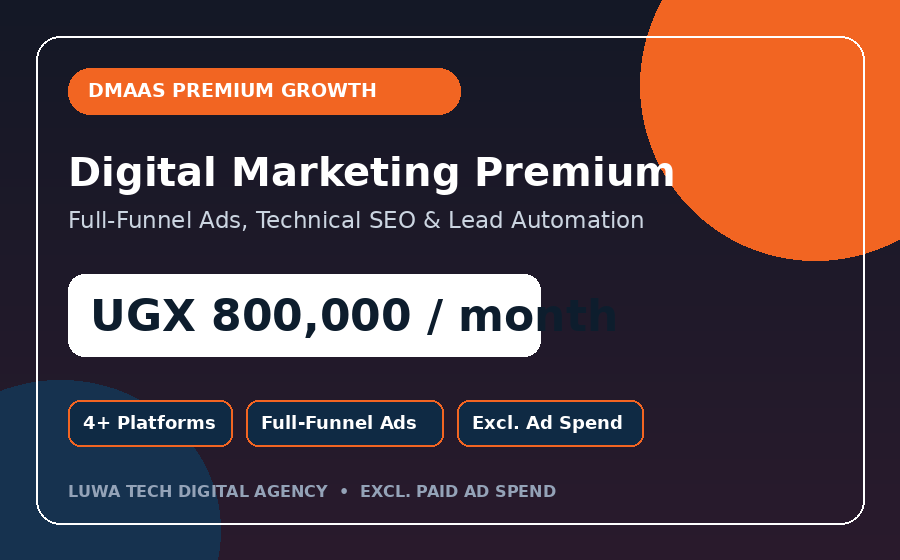 DMAAS PREMIUM GROWTH
Digital Marketing Premium
Full-Funnel Ads, Technical SEO & Lead Automation
UGX 800,000 / month
4+ Platforms
Full-Funnel Ads
Excl. Ad Spend
LUWA TECH DIGITAL AGENCY • EXCL. PAID AD SPEND